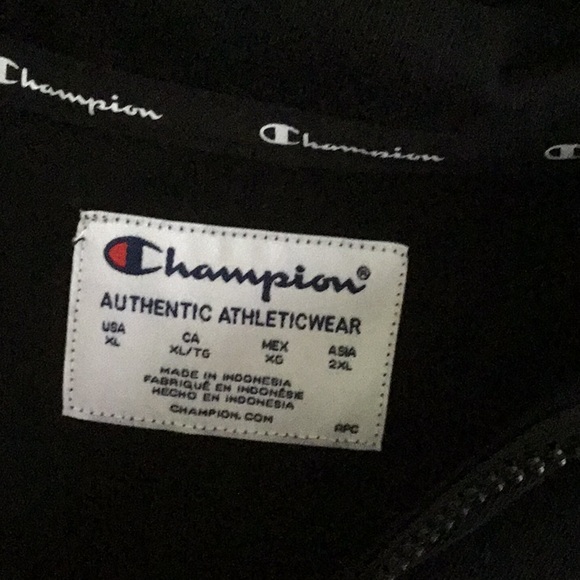 Champion
Champion
Champion®
AUTHENTIC ATHLETICWEAR
USA CA MEX ASIA
XL XL/TG XG 2XL
MADE IN INDONESIA
FABRIQUÉ EN INDONÉSIE
HECHO EN INDONESIA
CHAMPION.COM
RPC